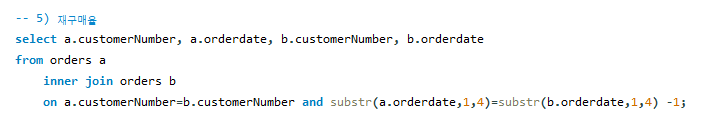 -- 5) 재구매율
select a.customerNumber, a.orderdate, b.customerNumber, b.orderdate
from orders a
inner join orders b
on a.customerNumber=b.customerNumber and substr(a.orderdate,1,4)=substr(b.orderdate,1,4) -1;